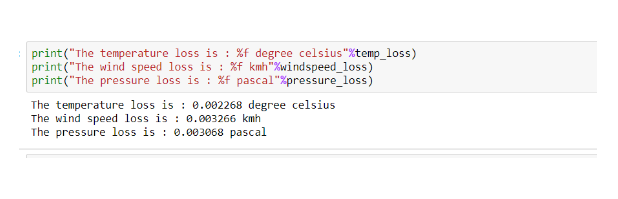 print("The temperature loss is : %f degree celsius"%temp_loss)
print("The wind speed loss is : %f kmh"%windspeed_loss)
print("The pressure loss is : %f pascal"%pressure_loss)
The temperature loss is : 0.002268 degree celsius
The wind speed loss is : 0.003266 kmh
The pressure loss is : 0.003068 pascal